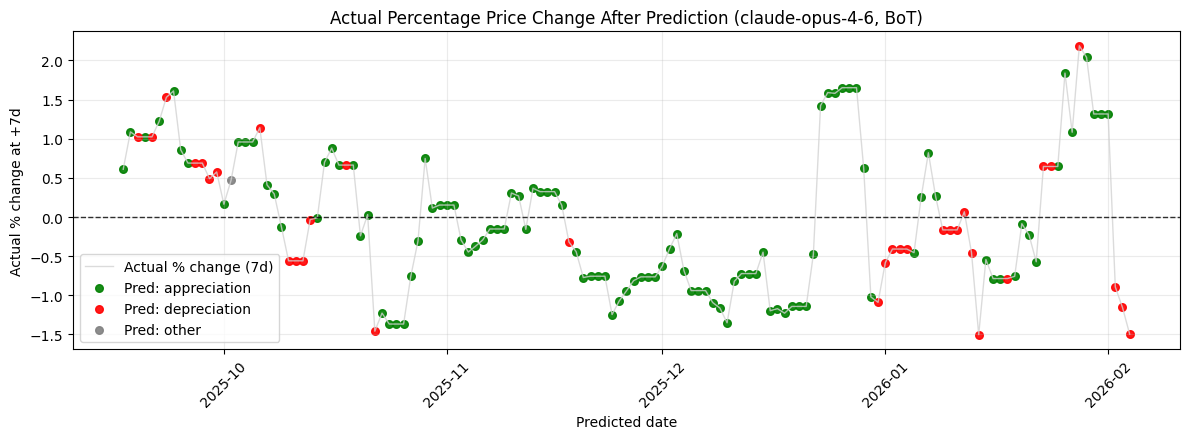 Actual Percentage Price Change After Prediction (claude-opus-4-6, BoT)
Actual % change at +7d
2.0
1.5
1.0
0.5
0.0
−0.5
−1.0
−1.5
Actual % change (7d)
Pred: appreciation
Pred: depreciation
Pred: other
2025-10
2025-11
2025-12
2026-01
2026-02
Predicted date